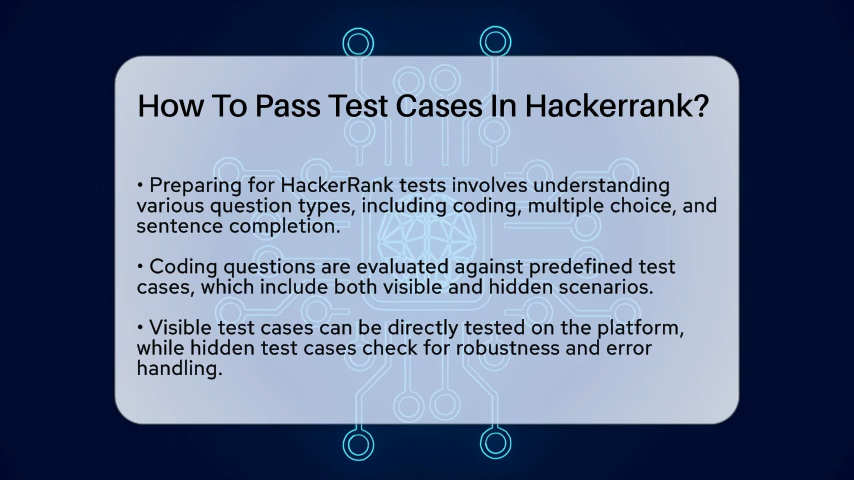 How To Pass Test Cases In Hackerrank?
• Preparing for HackerRank tests involves understanding
various question types, including coding, multiple choice, and
sentence completion.
• Coding questions are evaluated against predefined test
cases, which include both visible and hidden scenarios.
• Visible test cases can be directly tested on the platform,
while hidden test cases check for robustness and error
handling.